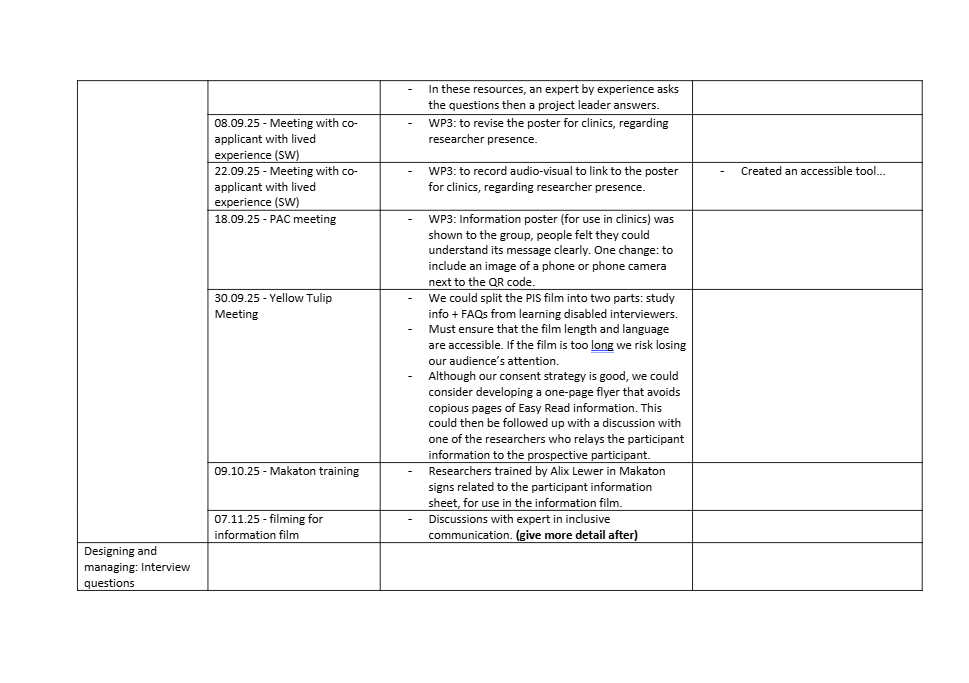 - In these resources, an expert by experience asks
the questions then a project leader answers.
08.09.25 - Meeting with co-
applicant with lived
experience (SW)
- WP3: to revise the poster for clinics, regarding
researcher presence.
22.09.25 - Meeting with co-
applicant with lived
experience (SW)
- WP3: to record audio-visual to link to the poster
for clinics, regarding researcher presence.
- Created an accessible tool...
18.09.25 - PAC meeting
- WP3: Information poster (for use in clinics) was
shown to the group, people felt they could
understand its message clearly. One change: to
include an image of a phone or phone camera
next to the QR code.
30.09.25 - Yellow Tulip
Meeting
- We could split the PIS film into two parts: study
info + FAQs from learning disabled interviewers.
- Must ensure that the film length and language
are accessible. If the film is too long we risk losing
our audience’s attention.
- Although our consent strategy is good, we could
consider developing a one-page flyer that avoids
copious pages of Easy Read information. This
could then be followed up with a discussion with
one of the researchers who relays the participant
information to the prospective participant.
09.10.25 - Makaton training
- Researchers trained by Alix Lewer in Makaton
signs related to the participant information
sheet, for use in the information film.
07.11.25 - filming for
information film
- Discussions with expert in inclusive
communication. (give more detail after)
Designing and
managing: Interview
questions